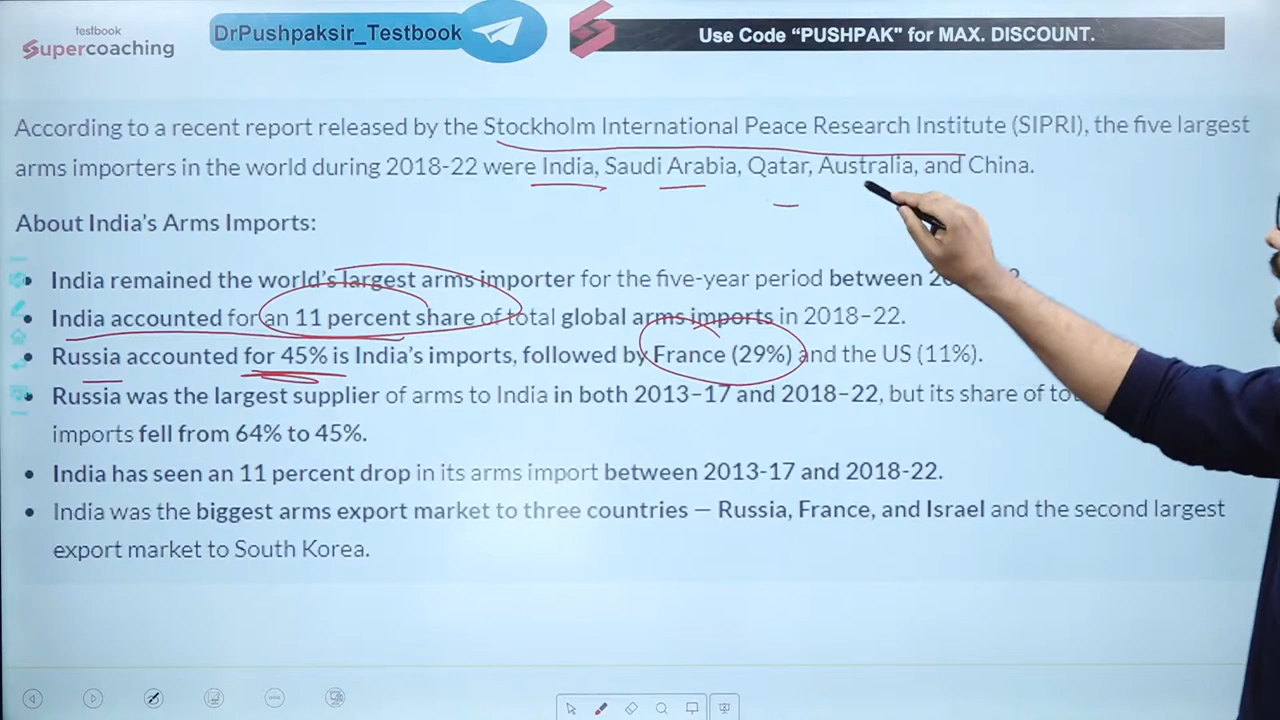 testbook
Supercoaching
DrPushpaksir_Testbook
Use Code “PUSHPAK" for MAX. DISCOUNT.
According to a recent report released by the Stockholm International Peace Research Institute (SIPRI), the five largest
arms importers in the world during 2018-22 were India, Saudi Arabia, Qatar, Australia, and China.
About India’s Arms Imports:
India remained the world’s largest arms importer for the five-year period between
India accounted for an 11 percent share of total global arms imports in 2018–22.
Russia accounted for 45% is India’s imports, followed by France (29%) and the US (11%).
Russia was the largest supplier of arms to India in both 2013–17 and 2018–22, but its share of
imports fell from 64% to 45%.
India has seen an 11 percent drop in its arms import between 2013-17 and 2018-22.
India was the biggest arms export market to three countries — Russia, France, and Israel and the second largest
export market to South Korea.